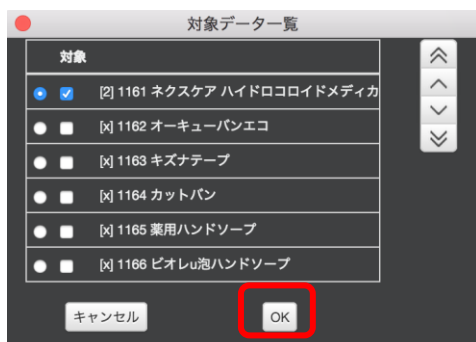 対象データ一覧
対象
[2] 1161 ネクスケア ハイドロコロイドメディカ
[x] 1162 オーキューバンエコ
[x] 1163 キズナテープ
[x] 1164 カットバン
[x] 1165 薬用ハンドソープ
[x] 1166 ビオレu泡ハンドソープ
キャンセル OK